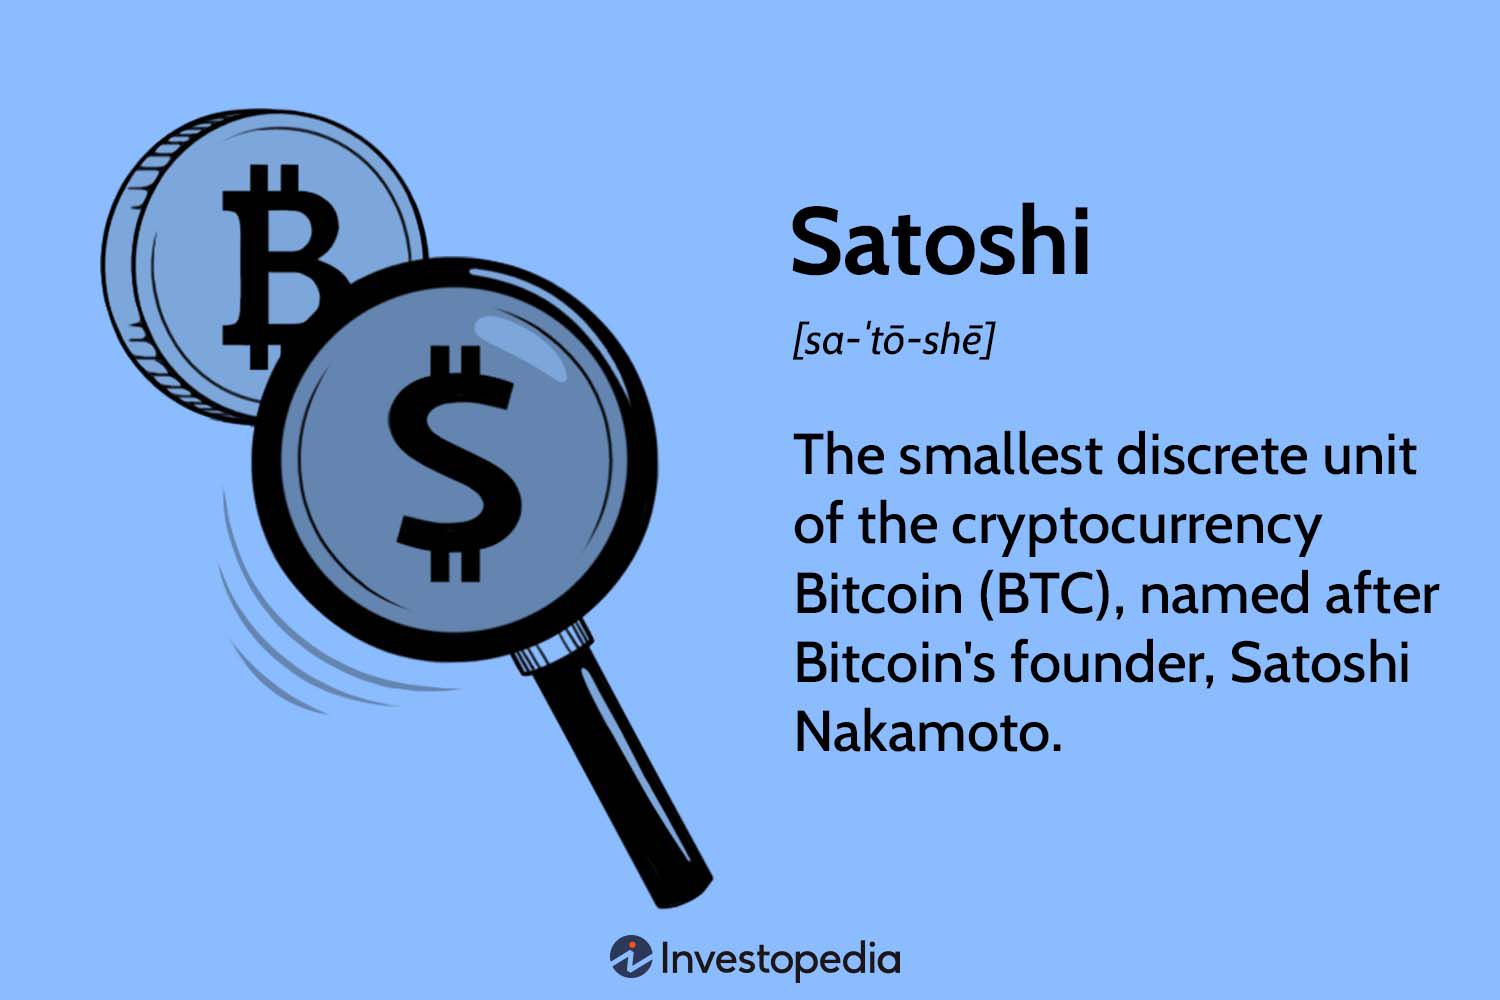 Satoshi
[sa-ˈtō-shē]
The smallest discrete unit
of the cryptocurrency
Bitcoin (BTC), named after
Bitcoin's founder, Satoshi
Nakamoto.
Investopedia